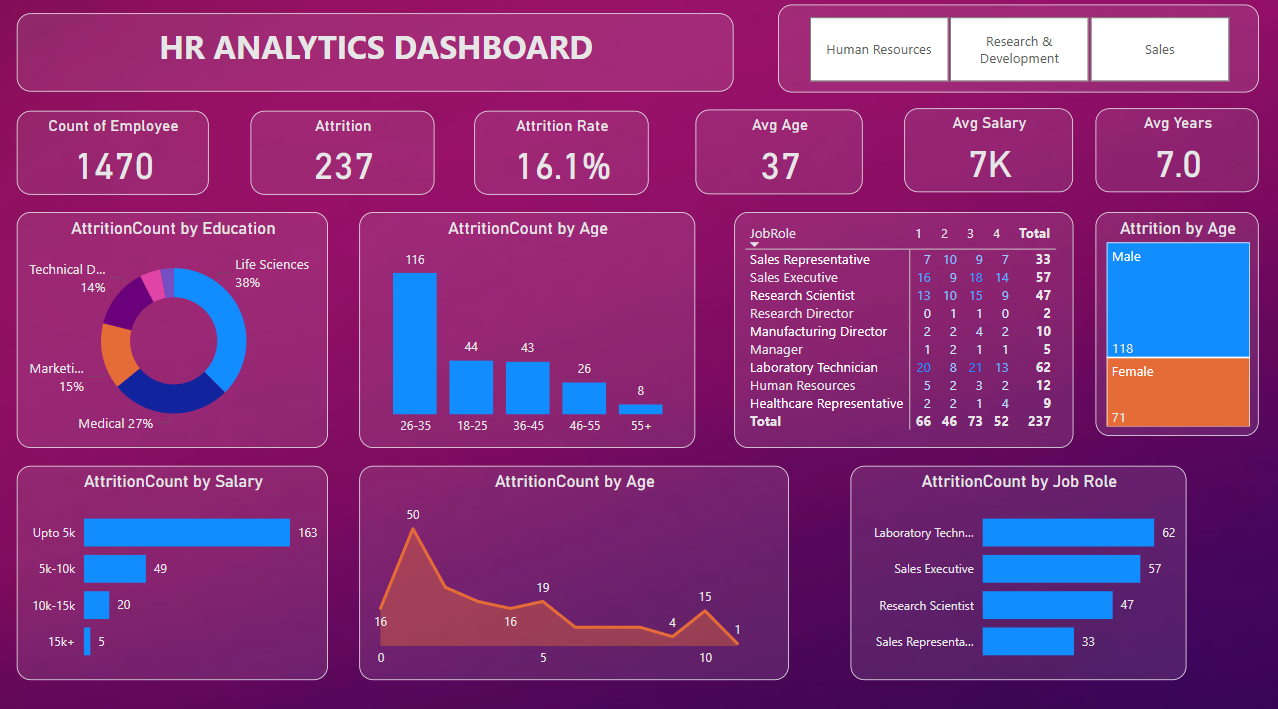 HR ANALYTICS DASHBOARD
Human Resources
Research &
Development
Sales
Count of Employee
1470
Attrition
237
Attrition Rate
16.1%
Avg Age
37
Avg Salary
7K
Avg Years
7.0
AttritionCount by Education
Life Sciences
38%
Technical D...
14%
Marketi...
15%
Medical 27%
AttritionCount by Age
116
44
43
26
8
26-35 18-25 36-45 46-55 55+
JobRole 1 2 3 4 Total
Sales Representative 7 10 9 7 33
Sales Executive 16 9 18 14 57
Research Scientist 13 10 15 9 47
Research Director 0 1 1 0 2
Manufacturing Director 2 2 4 2 10
Manager 1 2 1 1 5
Laboratory Technician 20 8 21 13 62
Human Resources 5 2 3 2 12
Healthcare Representative 2 2 1 4 9
Total 66 46 73 52 237
Attrition by Age
Male
118
Female
71
AttritionCount by Salary
Upto 5k 163
5k-10k 49
10k-15k 20
15k+ 5
AttritionCount by Age
50
16
16
19
4
15
1
0 5 10
AttritionCount by Job Role
Laboratory Techn... 62
Sales Executive 57
Research Scientist 47
Sales Representa... 33